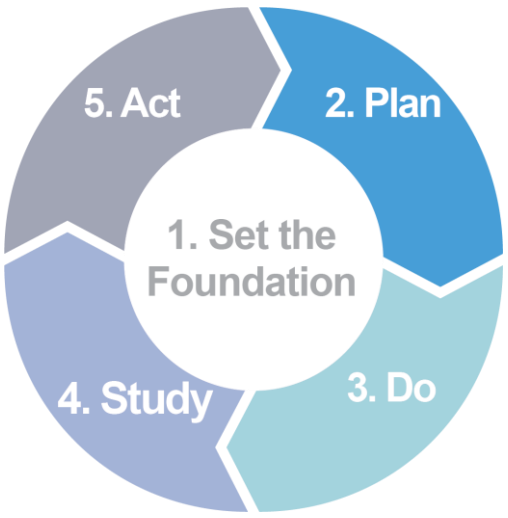 1. Set the
Foundation
2. Plan
3. Do
4. Study
5. Act